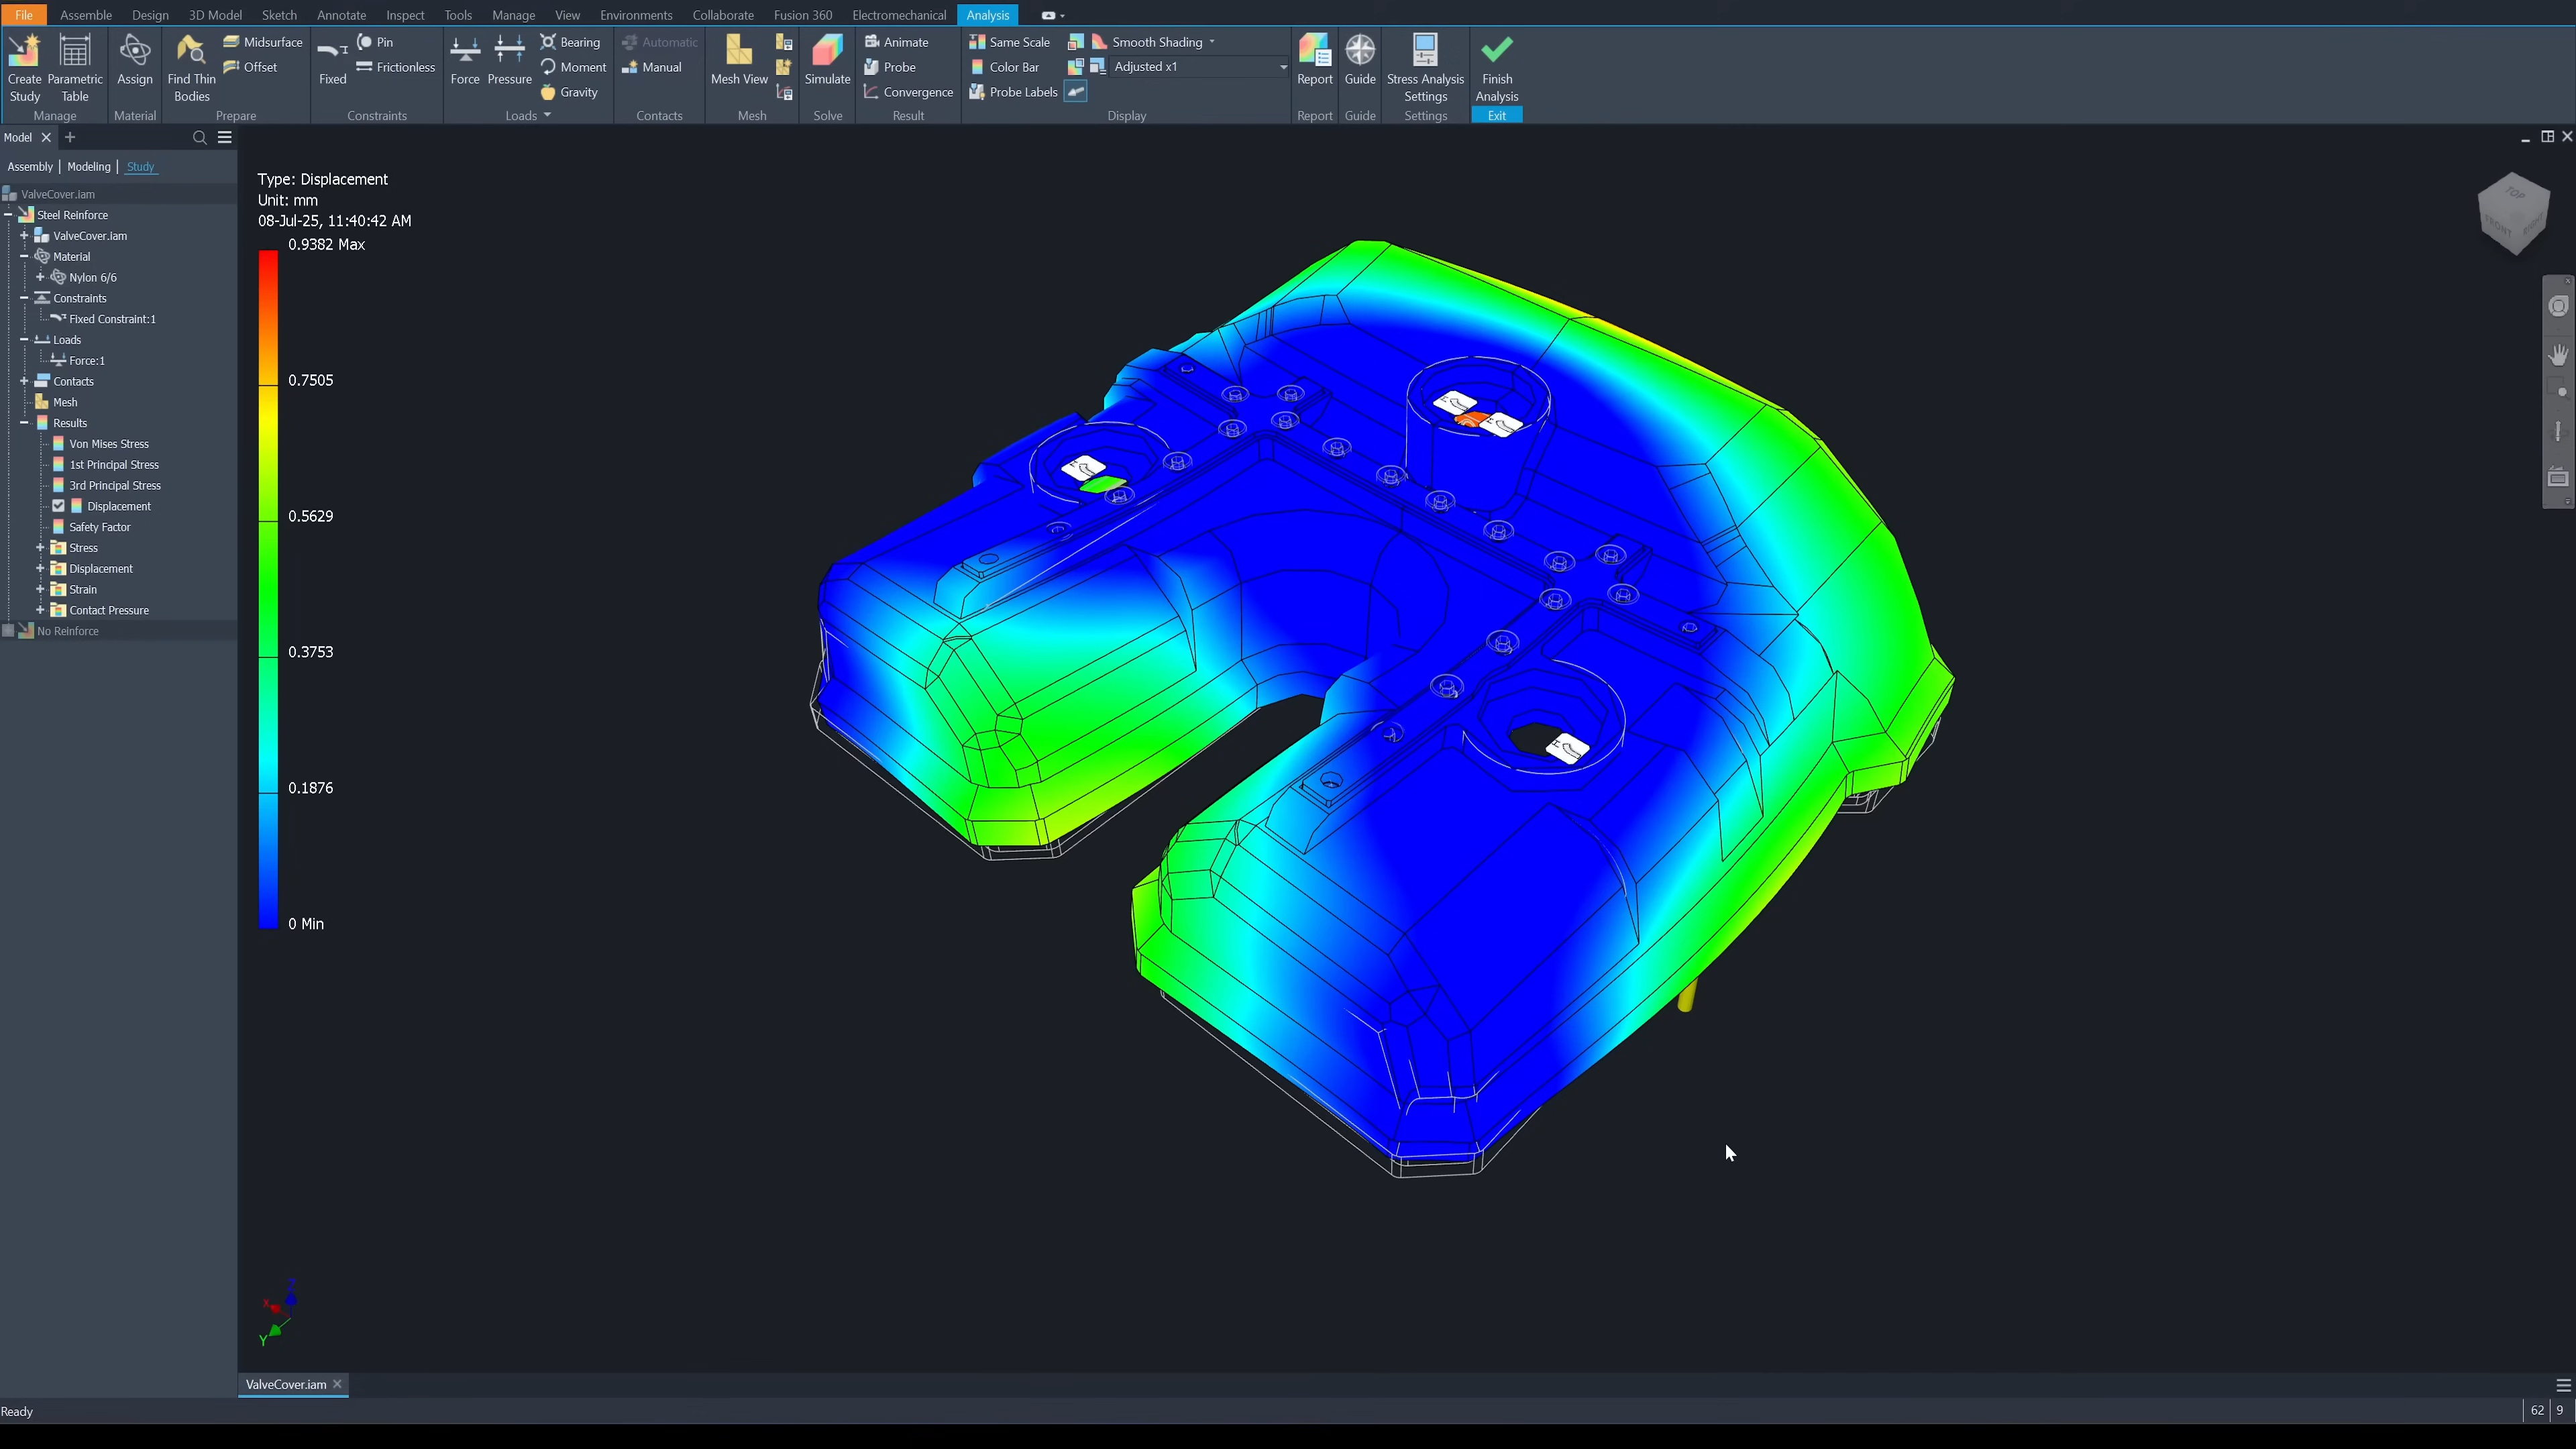 File Assemble Design 3D Model Sketch Annotate Inspect Tools Manage View Environments Collaborate Fusion 360 Electromechanical Analysis
Create Study
Parametric Table
Manage
Assign
Material
Find Thin Bodies
Midsurface
Offset
Prepare
Fixed
Pin
Frictionless
Constraints
Force
Pressure
Bearing
Moment
Gravity
Loads
Automatic
Manual
Contacts
Mesh View
Mesh
Simulate
Solve
Animate
Probe
Convergence
Result
Same Scale
Color Bar
Probe Labels
Smooth Shading
Adjusted x1
Display
Report
Report
Guide
Guide
Stress Analysis Settings
Settings
Finish Analysis
Exit
Model
Assembly | Modeling | Study
ValveCover.iam
Steel Reinforce
ValveCover.iam
Material
Nylon 6/6
Constraints
Fixed Constraint:1
Loads
Force:1
Contacts
Mesh
Results
Von Mises Stress
1st Principal Stress
3rd Principal Stress
Displacement
Safety Factor
Stress
Displacement
Strain
Contact Pressure
No Reinforce
Type: Displacement
Unit: mm
08-Jul-25, 11:40:42 AM
0.9382 Max
0.7505
0.5629
0.3753
0.1876
0 Min
TOP
FRONT
Z
X
Y
ValveCover.iam
Ready
62 9